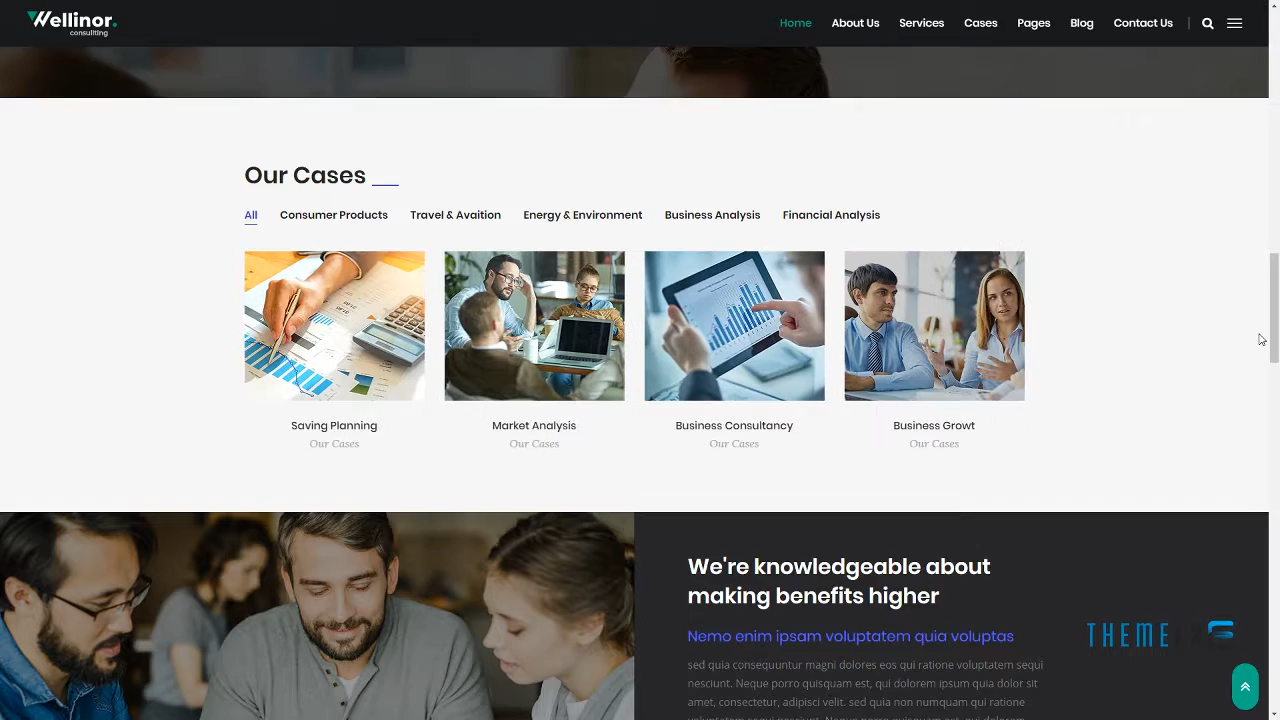 Wellinor.
consulting
Home About Us Services Cases Pages Blog Contact Us
Our Cases
All Consumer Products Travel & Avaition Energy & Environment Business Analysis Financial Analysis
Saving Planning Market Analysis Business Consultancy Business Growt
Our Cases Our Cases Our Cases Our Cases
We're knowledgeable about
making benefits higher
Nemo enim ipsam voluptatem quia voluptas
sed quia consequuntur magni dolores eos qui ratione voluptatem sequi
nesciunt. Neque porro quisquam est, qui dolorem ipsum quia dolor sit
amet, consectetur, adipisci velit. sed quia non numquam qui ratione
THEME